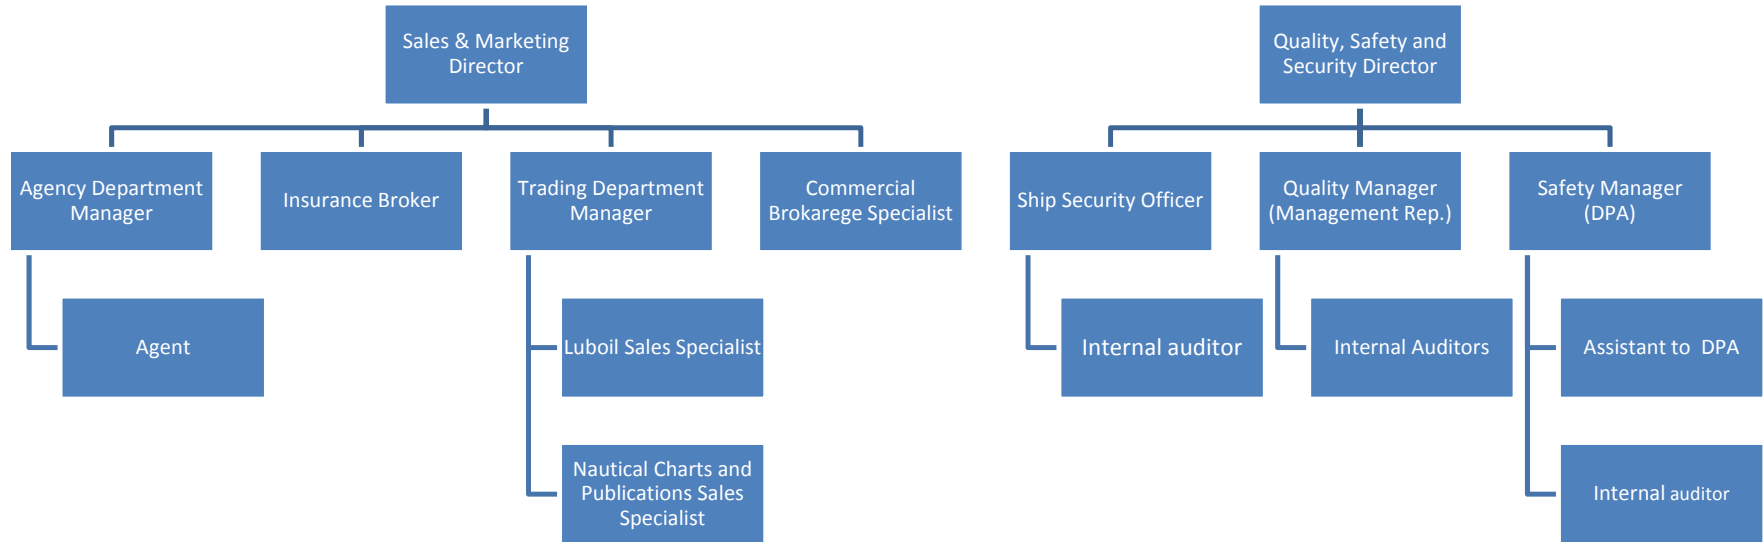 Sales & Marketing
Director
Quality, Safety and
Security Director
Agency Department
Manager
Insurance Broker
Trading Department
Manager
Commercial
Brokarege Specialist
Ship Security Officer
Quality Manager
(Management Rep.)
Safety Manager
(DPA)
Agent
Luboil Sales Specialist
Internal auditor
Internal Auditors
Assistant to DPA
Nautical Charts and
Publications Sales
Specialist
Internal auditor